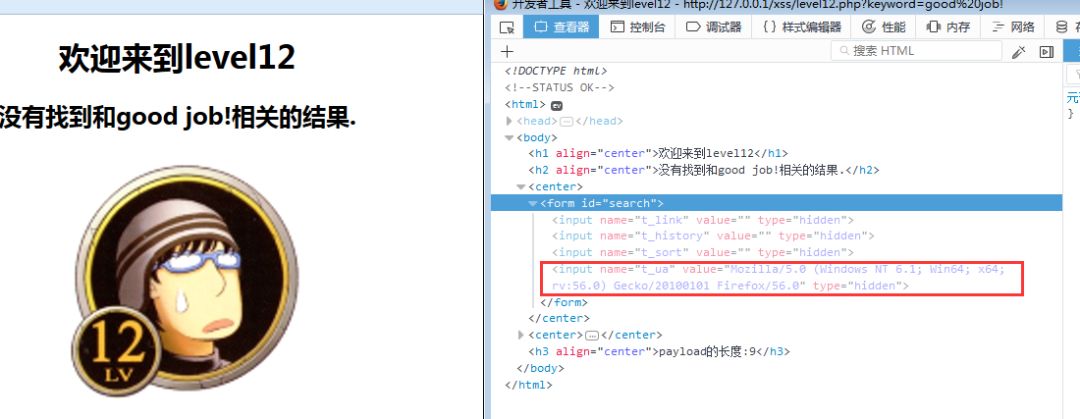 开发者工具 - 欢迎来到level12 - http://127.0.0.1/xss/level12.php?keyword=good%20job!
查看器 控制台 调试器 {} 样式编辑器 性能 内存 网络
+ 搜索 HTML
欢迎来到level12
没有找到和good job!相关的结果.
12
LV
<!DOCTYPE html>
<!--STATUS OK-->
<html> ev
<head></head>
<body>
<h1 align="center">欢迎来到level12</h1>
<h2 align="center">没有找到和good job!相关的结果.</h2>
<center>
<form id="search">
<input name="t_link" value="" type="hidden">
<input name="t_history" value="" type="hidden">
<input name="t_sort" value="" type="hidden">
<input name="t_ua" value="Mozilla/5.0 (Windows NT 6.1; Win64; x64;
rv:56.0) Gecko/20100101 Firefox/56.0" type="hidden">
</form>
</center>
<center></center>
<h3 align="center">payload的长度:9</h3>
</body>
</html>
元
}